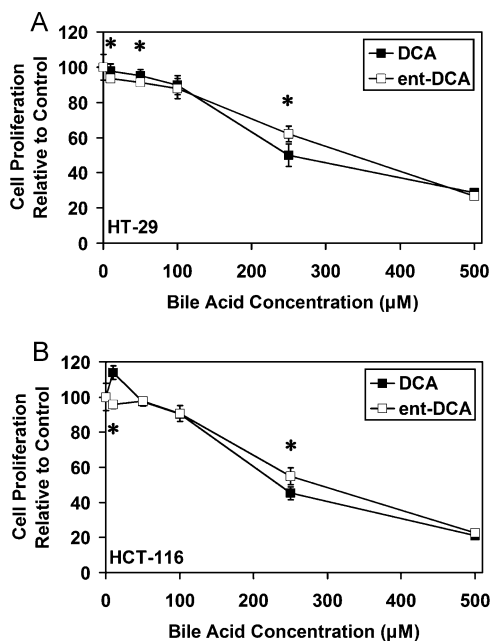 A
120
100
80
60
40
20
0
Cell Proliferation
Relative to Control
* * *
DCA
ent-DCA
HT-29
0 100 200 300 400 500
Bile Acid Concentration (µM)
B
120
100
80
60
40
20
0
Cell Proliferation
Relative to Control
* *
DCA
ent-DCA
HCT-116
0 100 200 300 400 500
Bile Acid Concentration (µM)